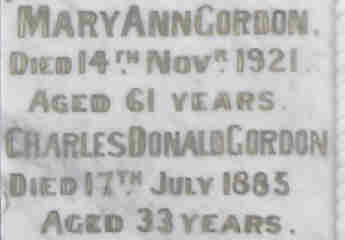 MARY ANN GORDON.
DIED 14TH NOVR 1921.
AGED 61 YEARS.
CHARLES DONALD GORDON
DIED 17TH JULY 1885
AGED 33 YEARS.